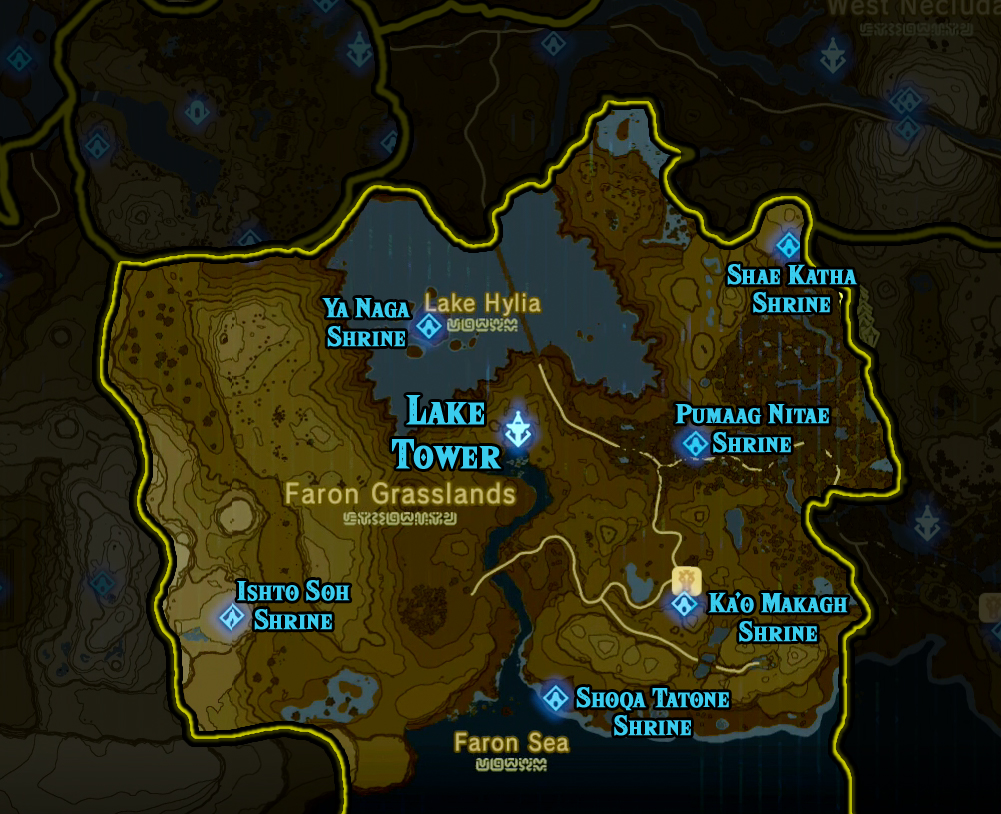 West Necluda
Shae Katha
Shrine
Ya Naga
Shrine
Lake Hylia
Lake
Tower
Pumaag Nitae
Shrine
Faron Grasslands
Ishto Soh
Shrine
Ka'o Makagh
Shrine
Shoqa Tatone
Shrine
Faron Sea